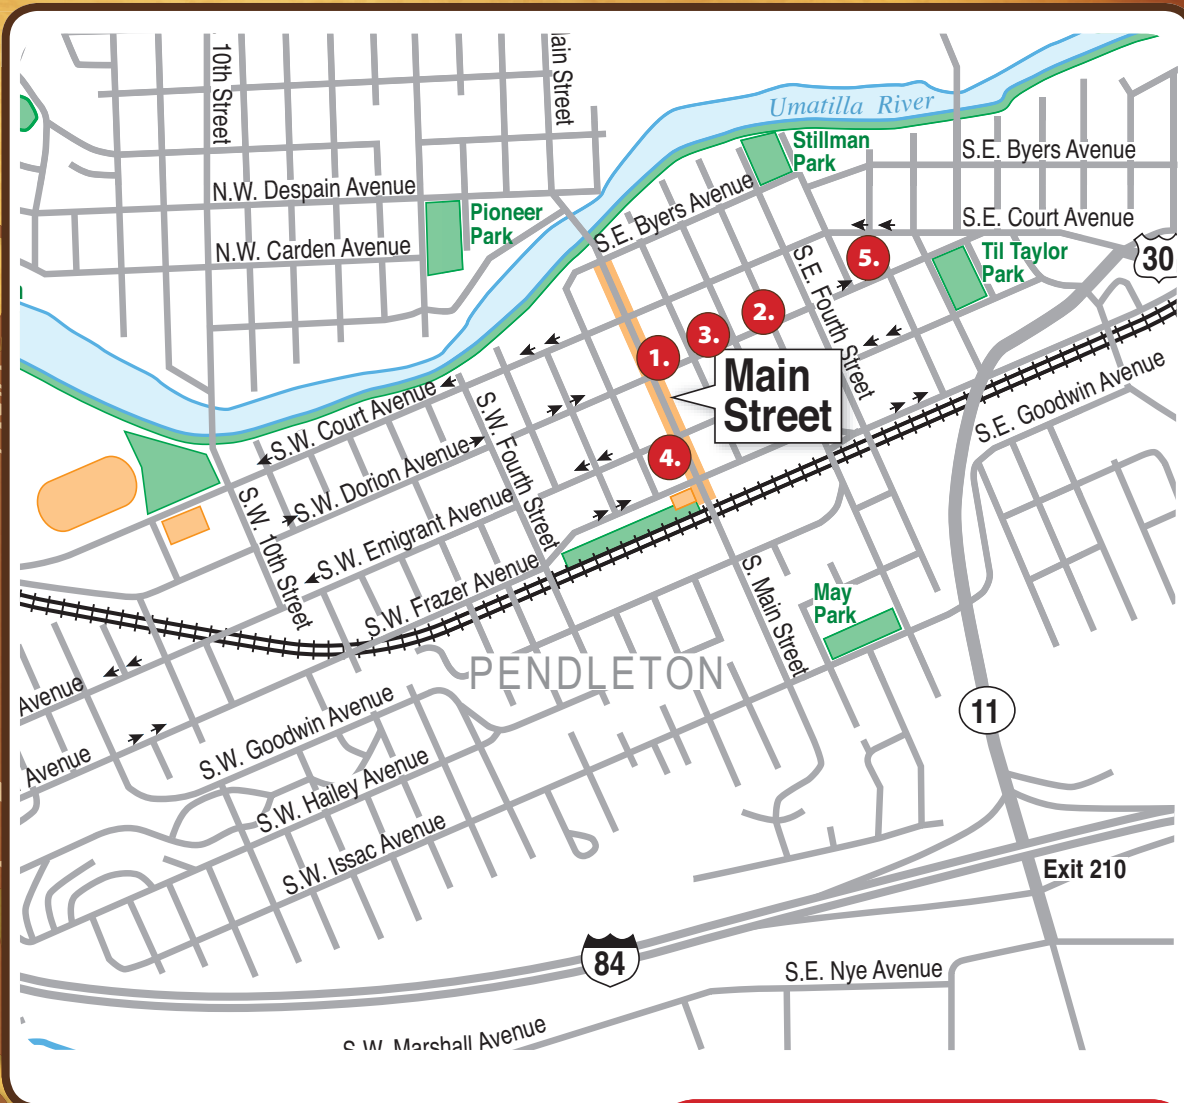 10th Street
ain Street
Umatilla River
Stillman
Park
S.E. Byers Avenue
N.W. Despain Avenue
Pioneer
Park
S.E. Byers Avenue
S.E. Court Avenue
N.W. Carden Avenue
Til Taylor
Park
30
5.
S.E. Fourth Street
2.
3.
1.
Main
Street
S.W. Court Avenue
S.W. Fourth Street
S.E. Goodwin Avenue
4.
S.W. Dorion Avenue
S.W. 10th Street
S.W. Emigrant Avenue
S.W. Frazer Avenue
S. Main Street
May
Park
PENDLETON
Avenue
11
S.W. Goodwin Avenue
Avenue
S.W. Hailey Avenue
S.W. Issac Avenue
Exit 210
84
S.E. Nye Avenue
S.W. Marshall Avenue